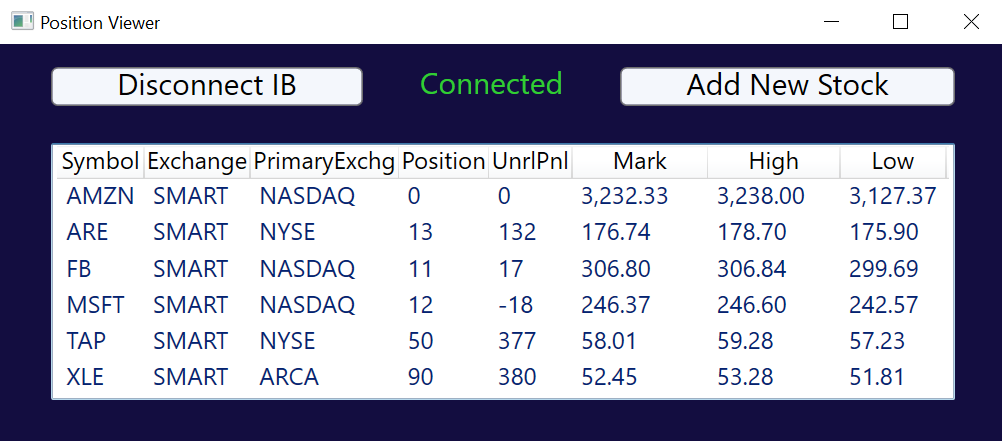 Position Viewer
Disconnect IB Connected Add New Stock
Symbol Exchange PrimaryExchg Position UnrlPnl Mark High Low
AMZN SMART NASDAQ 0 0 3,232.33 3,238.00 3,127.37
ARE SMART NYSE 13 132 176.74 178.70 175.90
FB SMART NASDAQ 11 17 306.80 306.84 299.69
MSFT SMART NASDAQ 12 -18 246.37 246.60 242.57
TAP SMART NYSE 50 377 58.01 59.28 57.23
XLE SMART ARCA 90 380 52.45 53.28 51.81